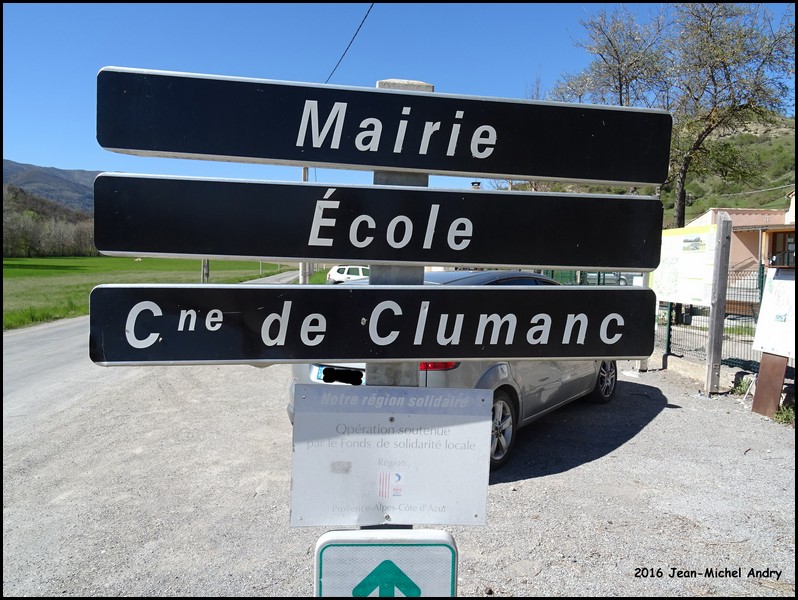 Mairie
École
Cne de Clumanc
Notre région solidaire
Opération soutenue
par le Fonds de solidarité locale
Région
Provence-Alpes-Côte d'Azur
2016 Jean-Michel Andry